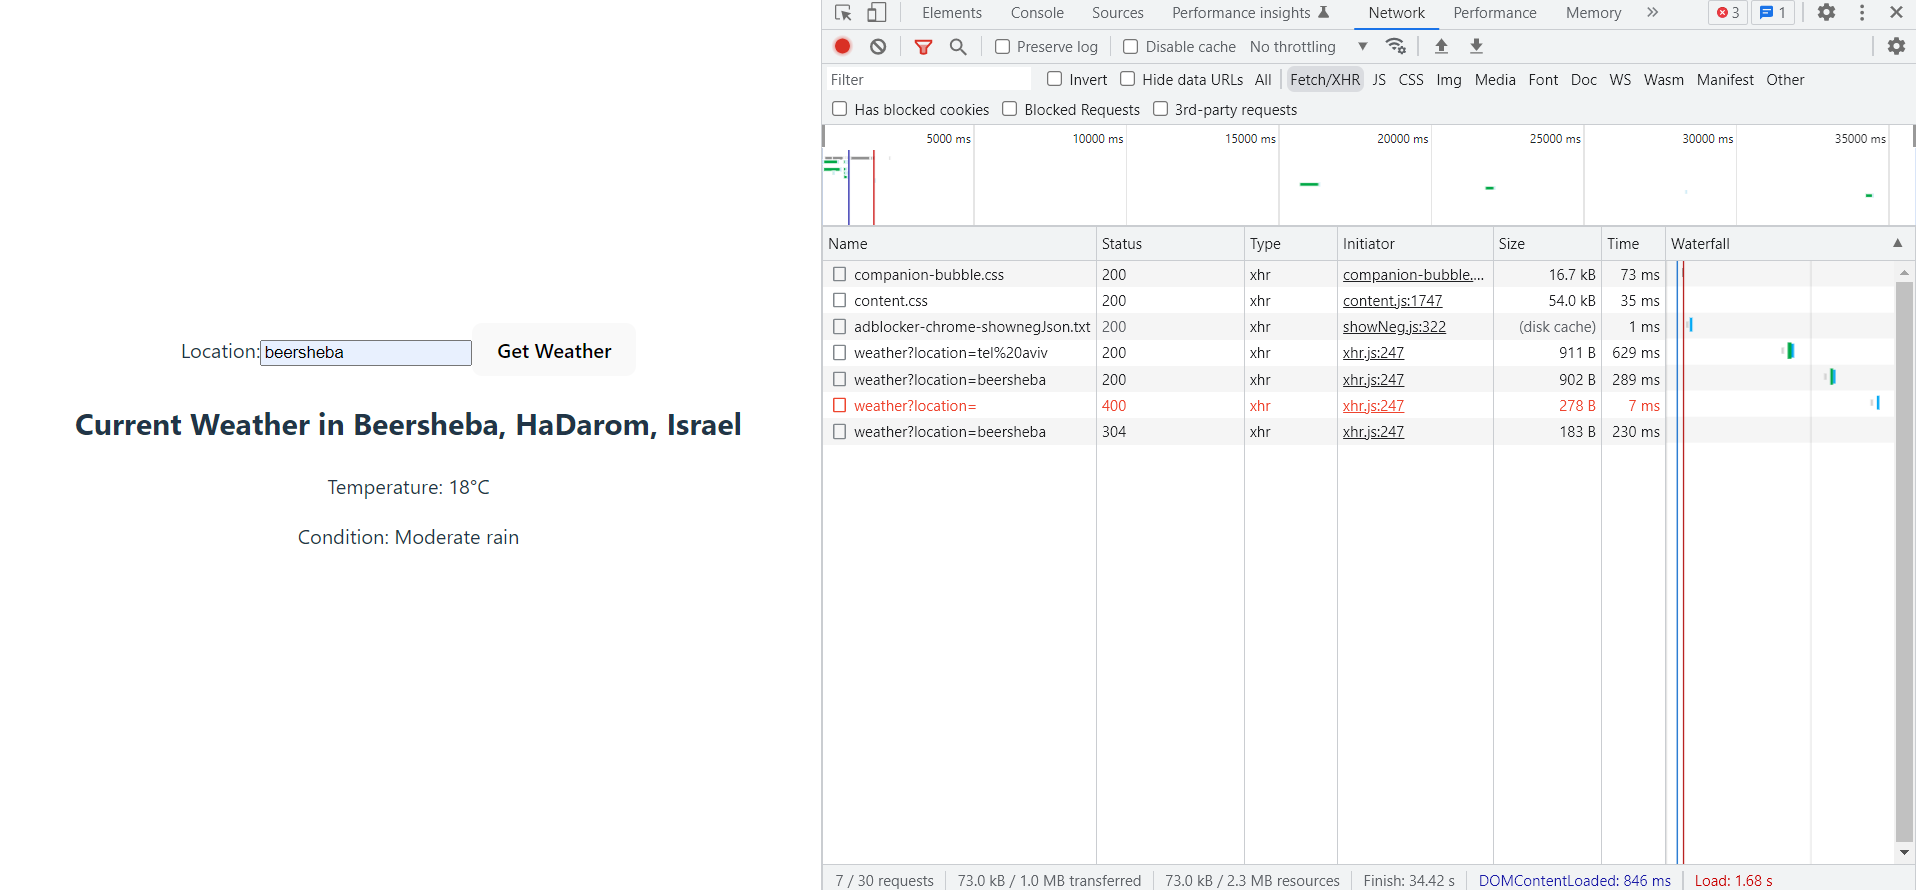 Location: beersheba Get Weather
Current Weather in Beersheba, HaDarom, Israel
Temperature: 18°C
Condition: Moderate rain
Elements Console Sources Performance insights Network Performance Memory » 3 1
Preserve log Disable cache No throttling
Filter Invert Hide data URLs All Fetch/XHR JS CSS Img Media Font Doc WS Wasm Manifest Other
Has blocked cookies Blocked Requests 3rd-party requests
5000 ms 10000 ms 15000 ms 20000 ms 25000 ms 30000 ms 35000 ms
Name Status Type Initiator Size Time Waterfall
companion-bubble.css 200 xhr companion-bubble.… 16.7 kB 73 ms
content.css 200 xhr content.js:1747 54.0 kB 35 ms
adblocker-chrome-shownegJson.txt 200 xhr showNeg.js:322 (disk cache) 1 ms
weather?location=tel%20aviv 200 xhr xhr.js:247 911 B 629 ms
weather?location=beersheba 200 xhr xhr.js:247 902 B 289 ms
weather?location= 400 xhr xhr.js:247 278 B 7 ms
weather?location=beersheba 304 xhr xhr.js:247 183 B 230 ms
7 / 30 requests 73.0 kB / 1.0 MB transferred 73.0 kB / 2.3 MB resources Finish: 34.42 s DOMContentLoaded: 846 ms Load: 1.68 s